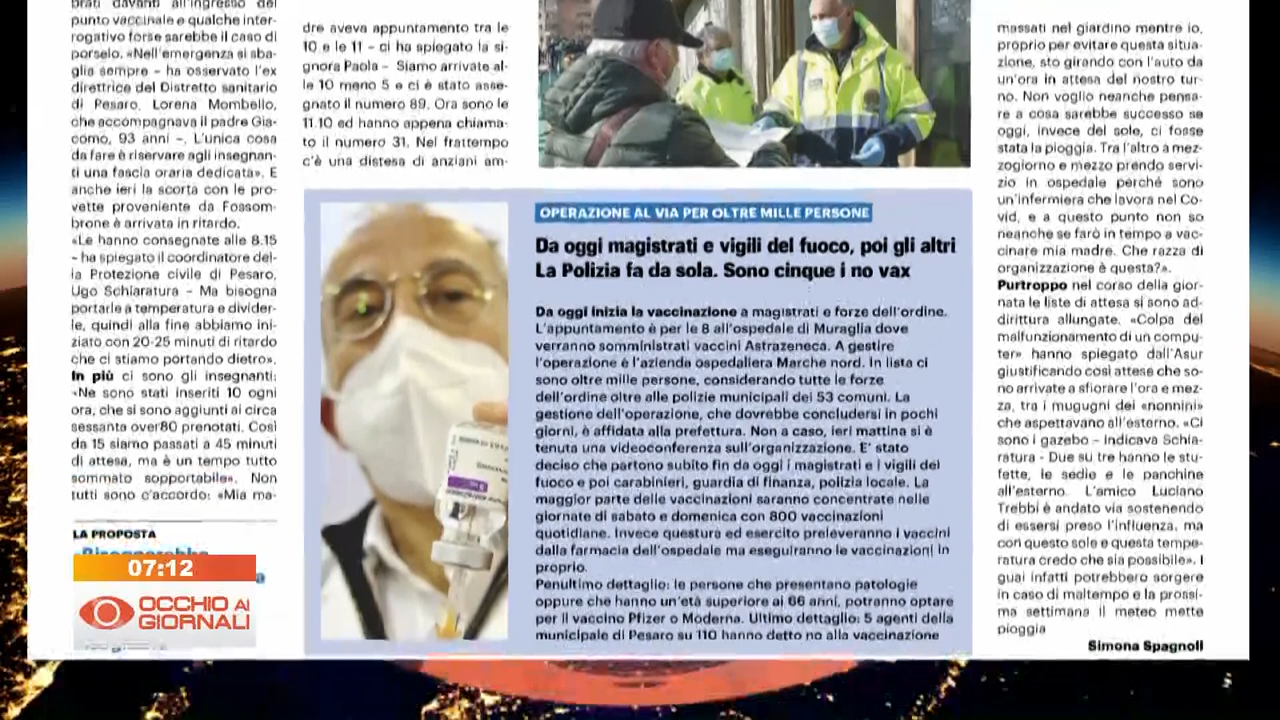 brati davanti all'ingresso del
punto vaccinale e qualche inter-
rogativo forse sarebbe il caso di
porselo. «Nell'emergenza si sba-
glia sempre – ha osservato l'ex
direttrice del Distretto sanitario
di Pesaro, Lorena Mombello,
che accompagnava il padre Gia-
como, 93 anni –. L'unica cosa
da fare è riservare agli insegnan-
ti una fascia oraria dedicata». E
anche ieri la scorta con le pro-
vette proveniente da Fossom-
brone è arrivata in ritardo.
«Le hanno consegnate alle 8.15
– ha spiegato il coordinatore del-
la Protezione civile di Pesaro,
Ugo Schiaratura – Ma bisogna
portarle a temperatura e divider-
le, quindi alla fine abbiamo ini-
ziato con 20-25 minuti di ritardo
che ci stiamo portando dietro».
In più ci sono gli insegnanti:
«Ne sono stati inseriti 10 ogni
ora, che si sono aggiunti ai circa
sessanta over80 prenotati. Così
da 15 siamo passati a 45 minuti
di attesa, ma è un tempo tutto
sommato sopportabile». Non
tutti sono d'accordo: «Mia ma-
LA PROPOSTA
07:12
OCCHIO AI
GIORNALI
dre aveva appuntamento tra le
10 e le 11 – ci ha spiegato la si-
gnora Paola – Siamo arrivate al-
le 10 meno 5 e ci è stato asse-
gnato il numero 89. Ora sono le
11.10 ed hanno appena chiama-
to il numero 31. Nel frattempo
c'è una distesa di anziani am-
OPERAZIONE AL VIA PER OLTRE MILLE PERSONE
Da oggi magistrati e vigili del fuoco, poi gli altri
La Polizia fa da sola. Sono cinque i no vax
Da oggi inizia la vaccinazione a magistrati e forze dell'ordine.
L'appuntamento è per le 8 all'ospedale di Muraglia dove
verranno somministrati vaccini Astrazeneca. A gestire
l'operazione è l'azienda ospedaliera Marche nord. In lista ci
sono oltre mille persone, considerando tutte le forze
dell'ordine oltre alle polizie municipali dei 53 comuni. La
gestione dell'operazione, che dovrebbe concludersi in pochi
giorni, è affidata alla prefettura. Non a caso, ieri mattina si è
tenuta una videoconferenza sull'organizzazione. E' stato
deciso che partono subito fin da oggi i magistrati e i vigili del
fuoco e poi carabinieri, guardia di finanza, polizia locale. La
maggior parte delle vaccinazioni saranno concentrate nelle
giornate di sabato e domenica con 800 vaccinazioni
quotidiane. Invece questura ed esercito preleveranno i vaccini
dalla farmacia dell'ospedale ma eseguiranno le vaccinazioni in
proprio.
Penultimo dettaglio: le persone che presentano patologie
oppure che hanno un'età superiore ai 66 anni, potranno optare
per il vaccino Pfizer o Moderna. Ultimo dettaglio: 5 agenti della
municipale di Pesaro su 110 hanno detto no alla vaccinazione
massati nel giardino mentre io,
proprio per evitare questa situa-
zione, sto girando con l'auto da
un'ora in attesa del nostro tur-
no. Non voglio neanche pensa-
re a cosa sarebbe successo se
oggi, invece del sole, ci fosse
stata la pioggia. Tra l'altro a mez-
zogiorno e mezzo prendo servi-
zio in ospedale perché sono
un'infermiera che lavora nel Co-
vid, e a questo punto non so
neanche se farò in tempo a vac-
cinare mia madre. Che razza di
organizzazione è questa?».
Purtroppo nel corso della gior-
nata le liste di attesa si sono ad-
dirittura allungate. «Colpa del
malfunzionamento di un compu-
ter» hanno spiegato dall'Asur
giustificando così attese che so-
no arrivate a sfiorare l'ora e mez-
za, tra i mugugni dei «nonnini»
che aspettavano all'esterno. «Ci
sono i gazebo – indicava Schia-
ratura - Due su tre hanno le stu-
fette, le sedie e le panchine
all'esterno. L'amico Luciano
Trebbi è andato via sostenendo
di essersi preso l'influenza, ma
con questo sole e questa tempe-
ratura credo che sia possibile». I
guai infatti potrebbero sorgere
in caso di maltempo e la prossi-
ma settimana il meteo mette
pioggia
Simona Spagnoli